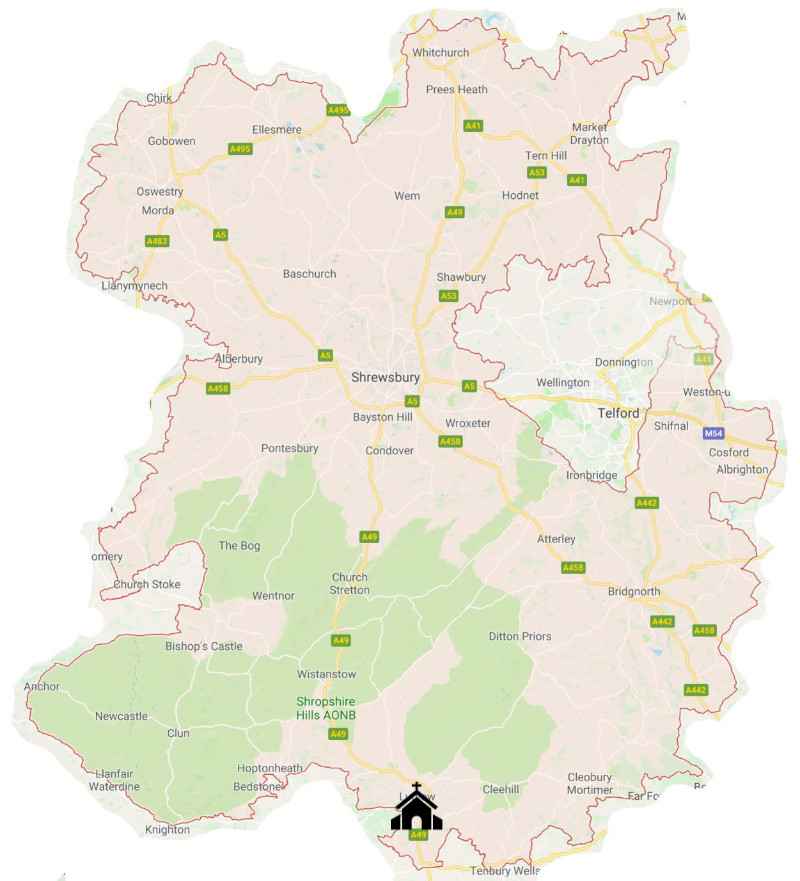 M
Whitchurch
Prees Heath
Chirk
A495
Ellesmere
A41
Market
Drayton
Gobowen
A495
Tern Hill
A53
A41
Oswestry
Wem
Hodnet
Morda
A49
A483
A5
Baschurch
Shawbury
Llanymynech
A53
Newport
Alderbury
A5
Donnington
A41
Shrewsbury
Wellington
A458
A5
Weston-u
A5
Telford
Bayston Hill
Wroxeter
Shifnal
M54
A458
Pontesbury
Condover
Cosford
Albrighton
Ironbridge
A442
A49
Atterley
The Bog
omery
A458
Church Stoke
Church
Stretton
Bridgnorth
Wentnor
A442
A458
Ditton Priors
A49
Bishop's Castle
Wistanstow
Anchor
A442
Shropshire
Hills AONB
Newcastle
Clun
A49
Hoptonheath
Llanfair
Waterdine
Bedstone
Cleobury
Mortimer
Cleehill
Knighton
A49
Tenbury Wells